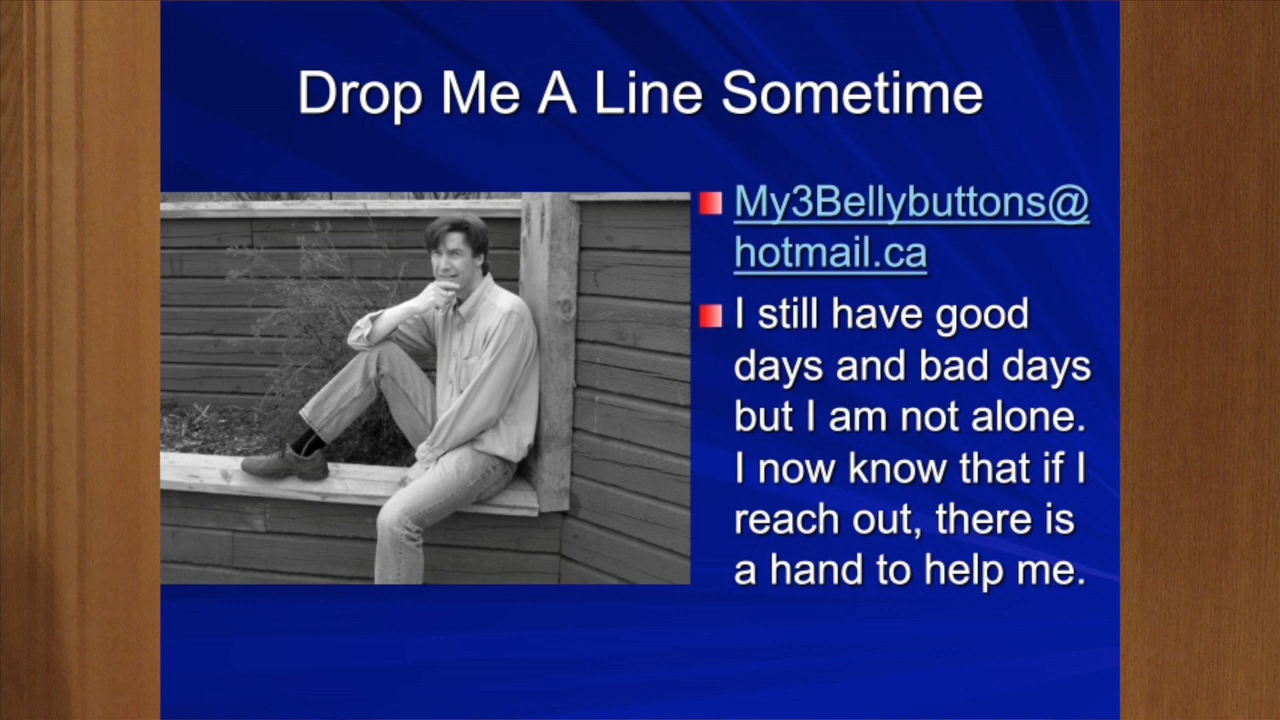 Drop Me A Line Sometime
My3Bellybuttons@
hotmail.ca
I still have good
days and bad days
but I am not alone.
I now know that if I
reach out, there is
a hand to help me.